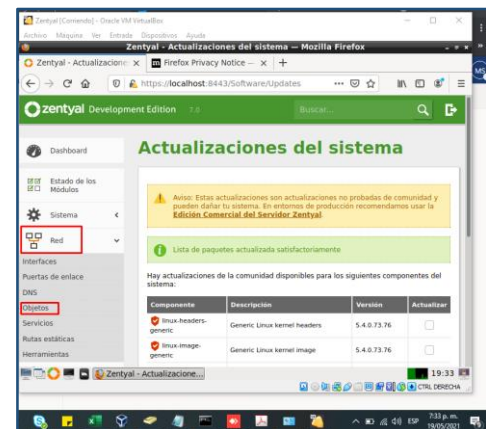 Zentyal [Corriendo] - Oracle VM VirtualBox
Archivo Máquina Ver Entrada Dispositivos Ayuda
Zentyal - Actualizaciones del sistema — Mozilla Firefox
Zentyal - Actualizacione
Firefox Privacy Notice —
https://localhost:8443/Software/Updates
zentyal Development Edition 7.0
Buscar...
Dashboard
Estado de los
Módulos
Sistema
Red
Interfaces
Puertas de enlace
DNS
Objetos
Servicios
Rutas estáticas
Herramientas
Actualizaciones del sistema
Aviso: Estas actualizaciones son actualizaciones no probadas de comunidad y
pueden dañar tu sistema. En entornos de producción recomendamos usar la
Edición Comercial del Servidor Zentyal.
Lista de paquetes actualizada satisfactoriamente
Hay actualizaciones de la comunidad disponibles para los siguientes componentes del
sistema:
Componente Descripción Versión Actualizar
linux-headers-
generic
Generic Linux kernel headers 5.4.0.73.76
linux-image-
generic
Generic Linux kernel image 5.4.0.73.76
Zentyal - Actualizacione...
19:33
CTRL DERECHA
MS
ESP
7:33 p. m.
19/05/2021